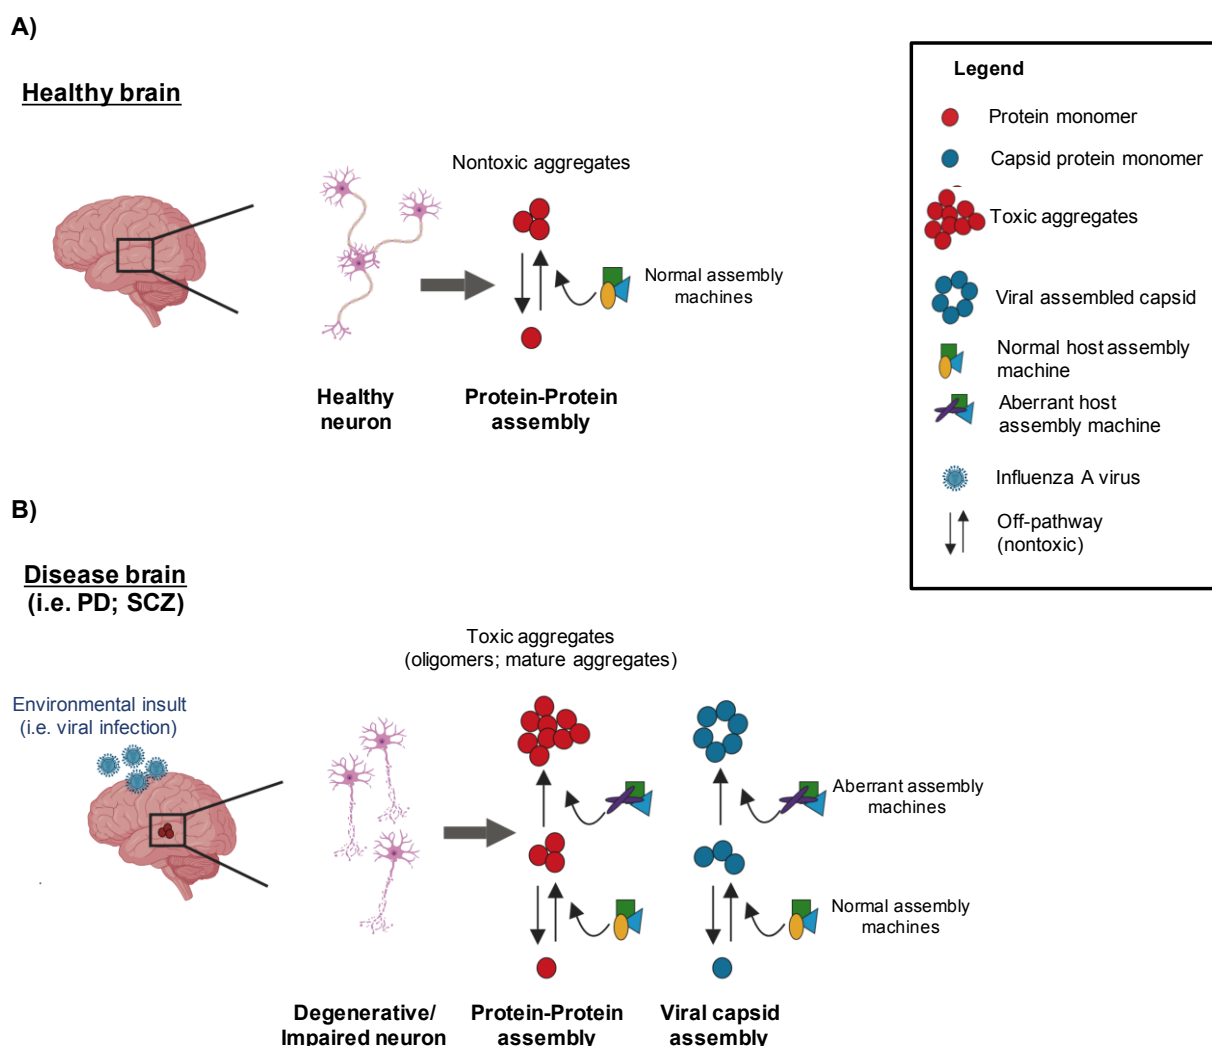 A)
Healthy brain
Nontoxic aggregates
Normal assembly
machines
Healthy
neuron
Protein-Protein
assembly
Legend
Protein monomer
Capsid protein monomer
Toxic aggregates
Viral assembled capsid
Normal host assembly
machine
Aberrant host
assembly machine
Influenza A virus
Off-pathway
(nontoxic)
B)
Disease brain
(i.e. PD; SCZ)
Environmental insult
(i.e. viral infection)
Toxic aggregates
(oligomers; mature aggregates)
Aberrant assembly
machines
Normal assembly
machines
Degenerative/
Impaired neuron
Protein-Protein
assembly
Viral capsid
assembly